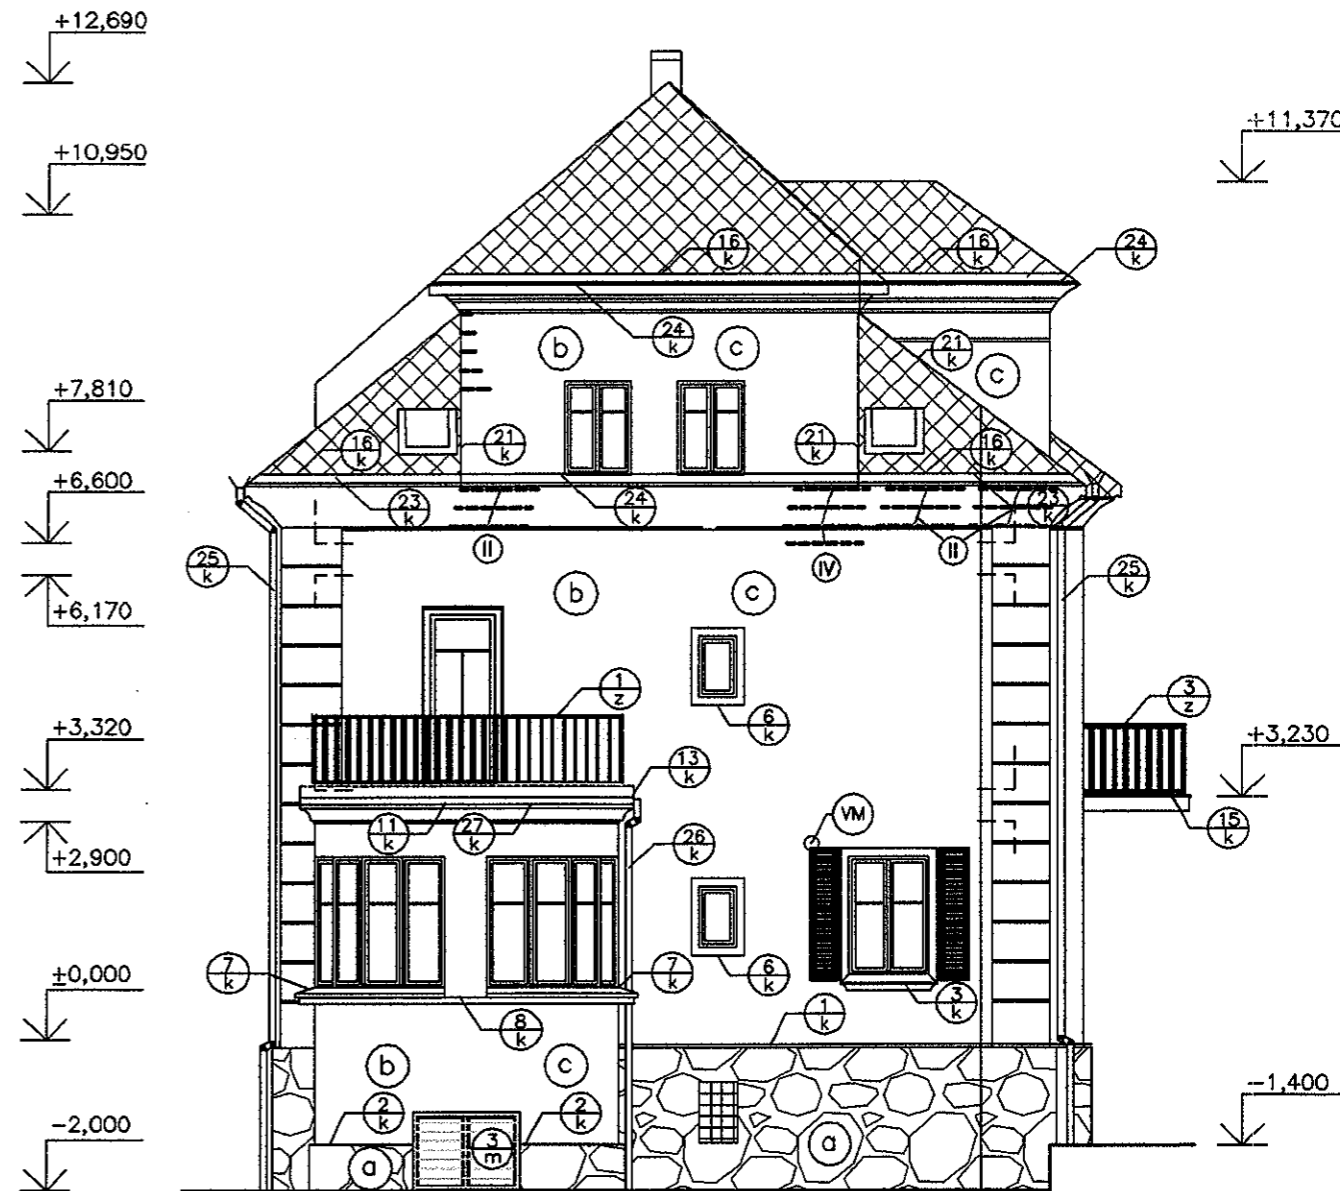 +12,690
+11,370
+10,950
16
k
16
k
24
k
24
k
b
c
21
k
c
+7,810
16
k
21
k
21
k
16
k
+6,600
23
k
24
k
23
k
II
IV
II
25
k
25
k
+6,170
b
c
1
z
3
z
6
k
+3,320
+3,230
13
k
11
k
27
k
VM
15
k
+2,900
26
k
±0,000
7
k
7
k
6
k
3
k
8
k
1
k
b
c
-1,400
2
k
2
k
-2,000
3
m
a
a